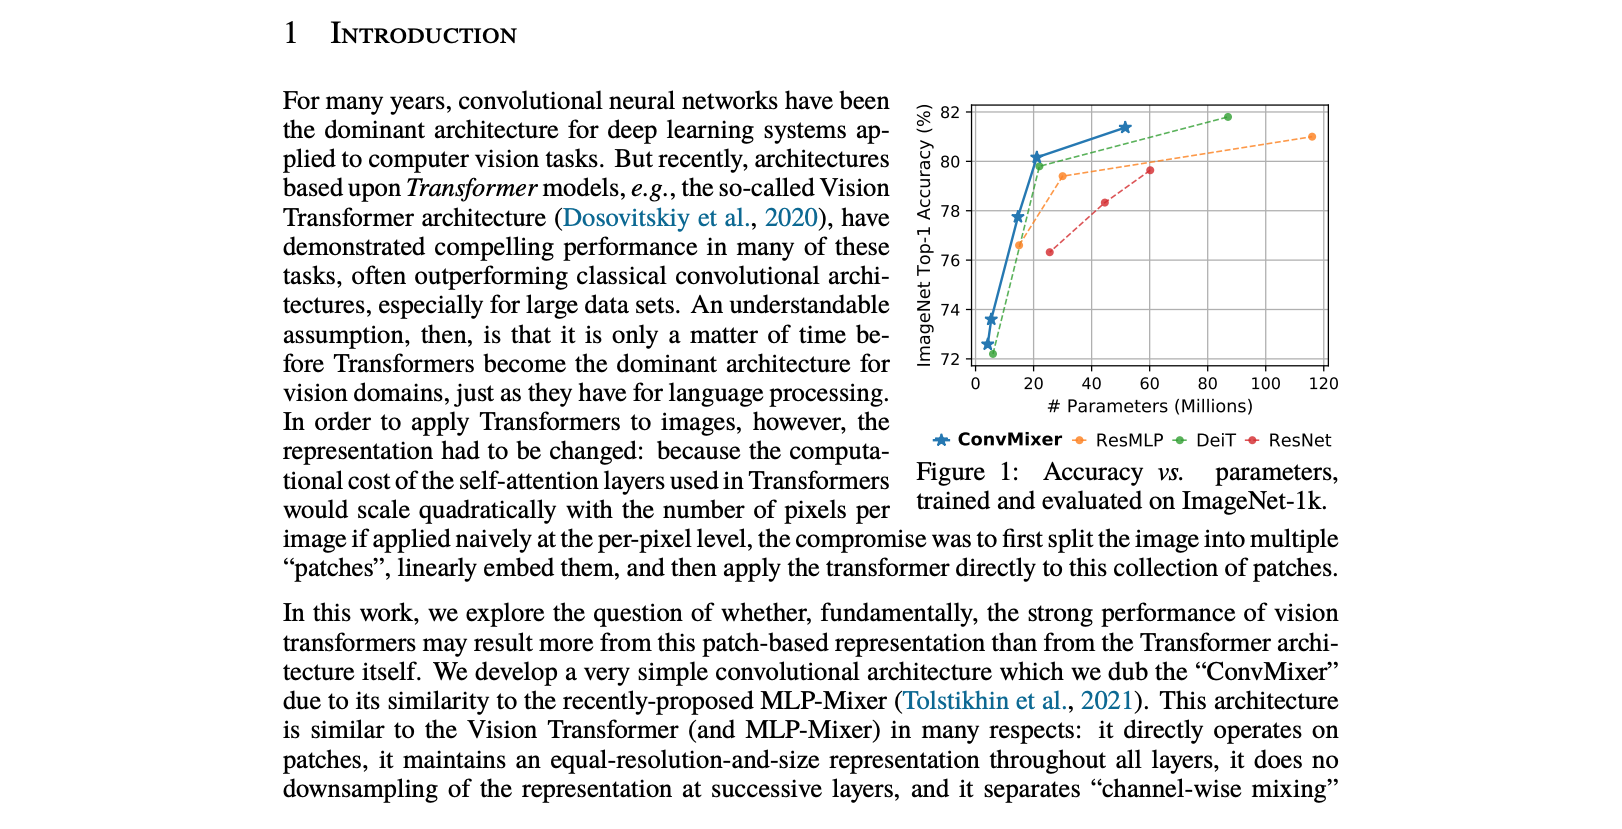 1 INTRODUCTION
For many years, convolutional neural networks have been
the dominant architecture for deep learning systems ap-
plied to computer vision tasks. But recently, architectures
based upon Transformer models, e.g., the so-called Vision
Transformer architecture (Dosovitskiy et al., 2020), have
demonstrated compelling performance in many of these
tasks, often outperforming classical convolutional archi-
tectures, especially for large data sets. An understandable
assumption, then, is that it is only a matter of time be-
fore Transformers become the dominant architecture for
vision domains, just as they have for language processing.
In order to apply Transformers to images, however, the
representation had to be changed: because the computa-
tional cost of the self-attention layers used in Transformers
would scale quadratically with the number of pixels per
ImageNet Top-1 Accuracy (%)
82
80
78
76
74
72
0 20 40 60 80 100 120
# Parameters (Millions)
ConvMixer ResMLP DeiT ResNet
Figure 1: Accuracy vs. parameters,
trained and evaluated on ImageNet-1k.
image if applied naively at the per-pixel level, the compromise was to first split the image into multiple
“patches”, linearly embed them, and then apply the transformer directly to this collection of patches.
In this work, we explore the question of whether, fundamentally, the strong performance of vision
transformers may result more from this patch-based representation than from the Transformer archi-
tecture itself. We develop a very simple convolutional architecture which we dub the “ConvMixer”
due to its similarity to the recently-proposed MLP-Mixer (Tolstikhin et al., 2021). This architecture
is similar to the Vision Transformer (and MLP-Mixer) in many respects: it directly operates on
patches, it maintains an equal-resolution-and-size representation throughout all layers, it does no
downsampling of the representation at successive layers, and it separates “channel-wise mixing”